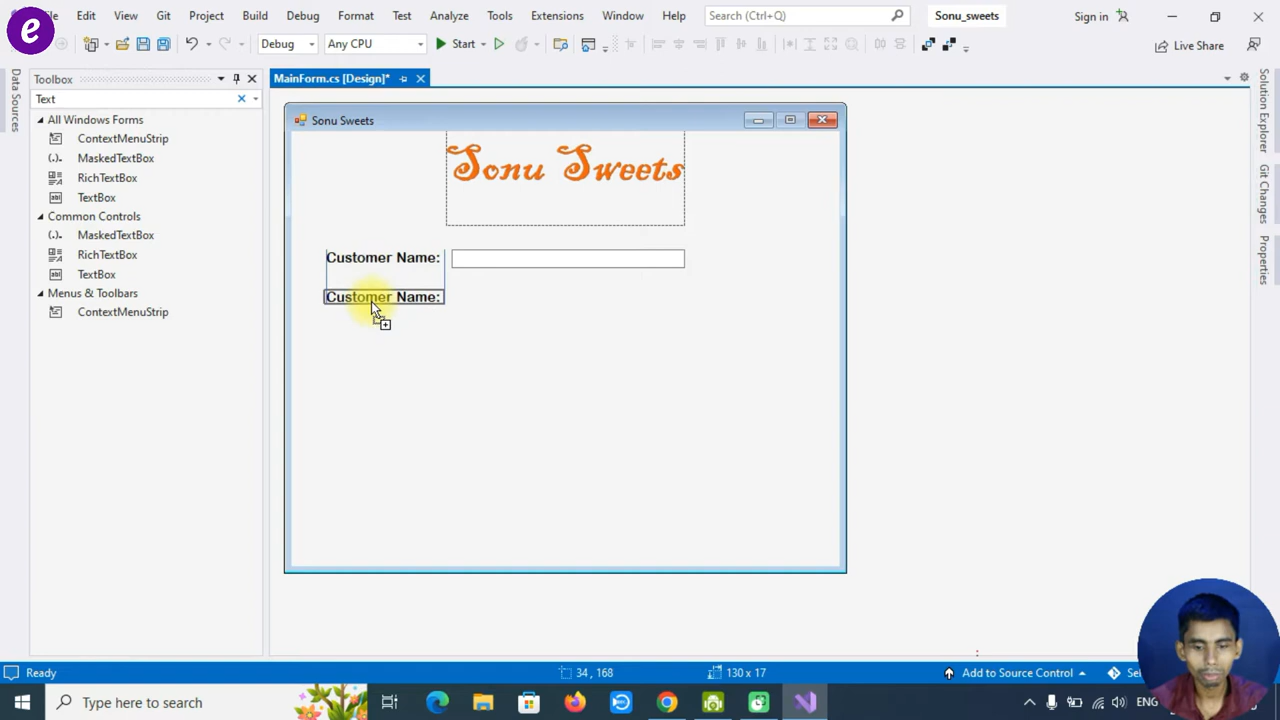 e
Edit View Git Project Build Debug Format Test Analyze Tools Extensions Window Help Search (Ctrl+Q) Sonu_sweets Sign in
Debug Any CPU Start Live Share
Data Sources
Toolbox
MainForm.cs [Design]*
Text
All Windows Forms
ContextMenuStrip
MaskedTextBox
RichTextBox
TextBox
Common Controls
MaskedTextBox
RichTextBox
TextBox
Menus & Toolbars
ContextMenuStrip
Sonu Sweets
Sonu Sweets
Customer Name:
Customer Name:
Solution Explorer
Git Changes
Properties
Ready 34 , 168 130 x 17 Add to Source Control
Type here to search ENG